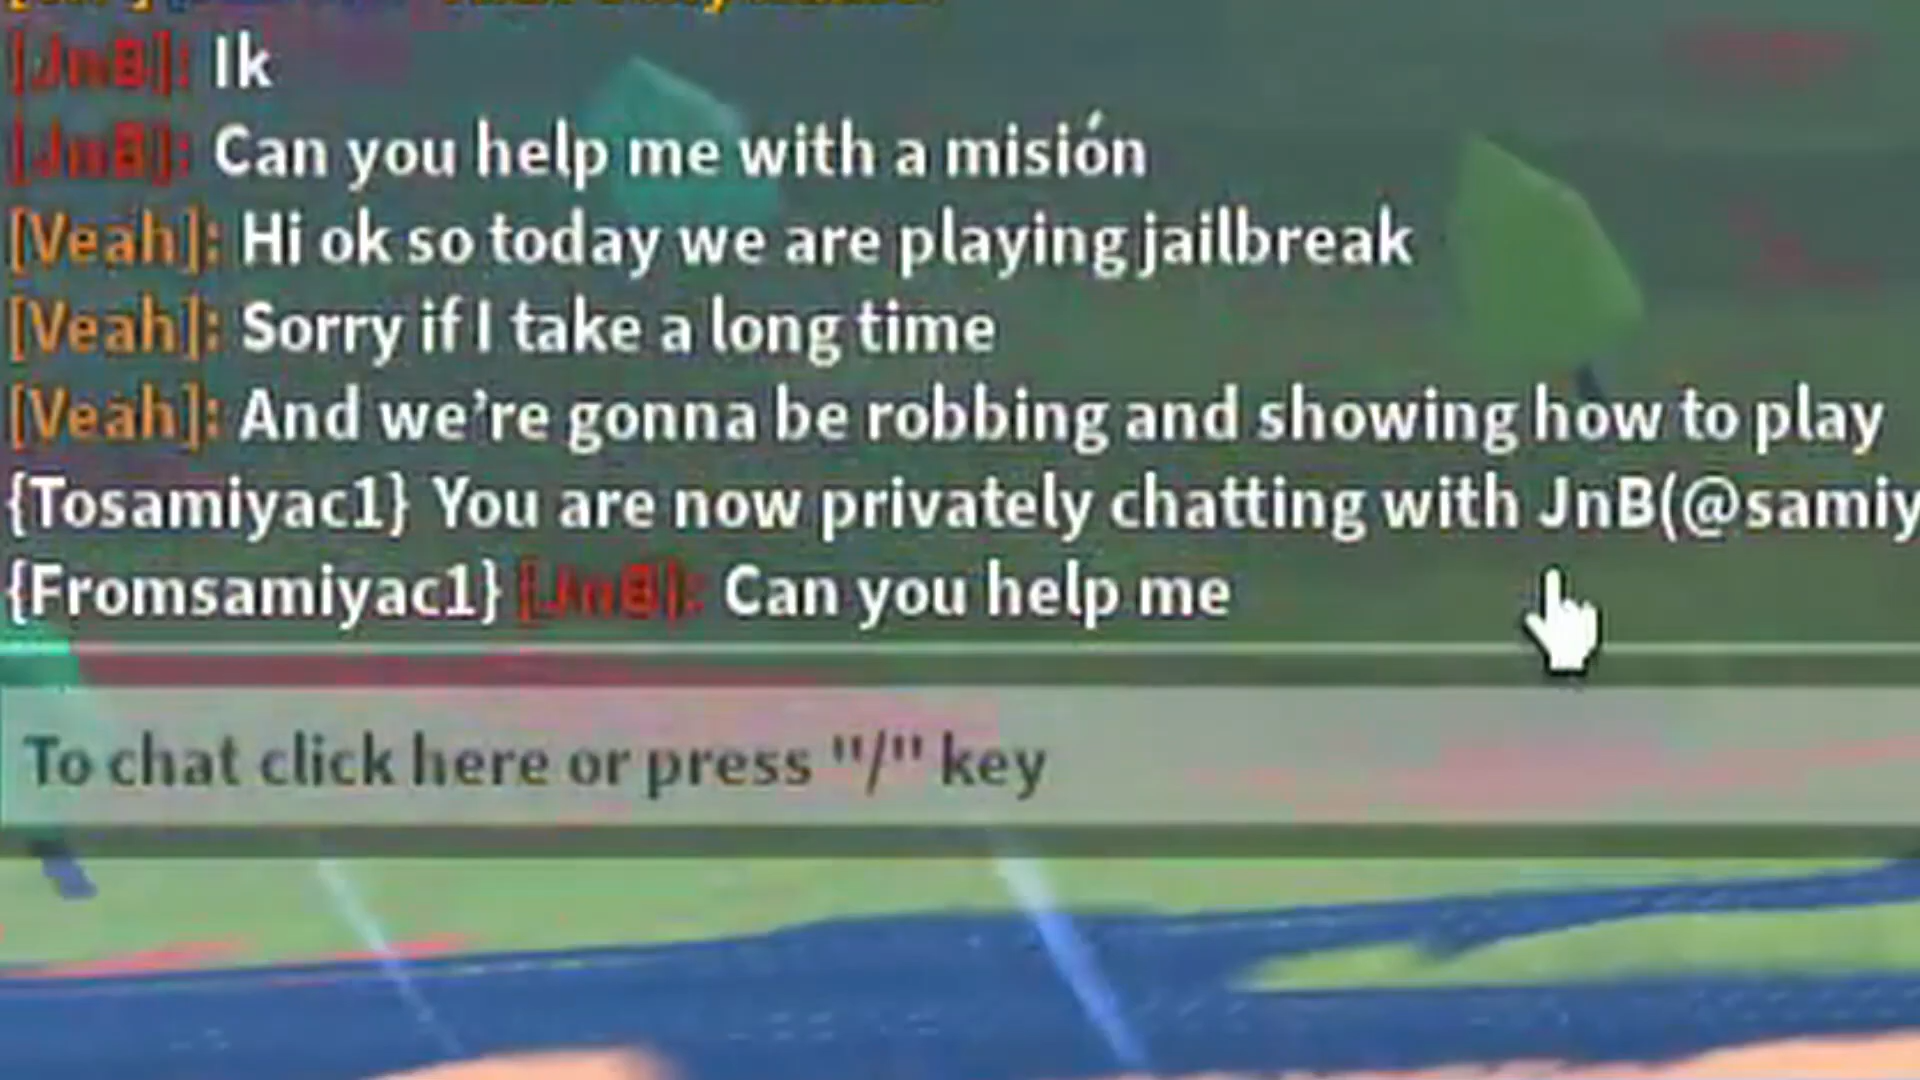 [JnB]: Ik
[JnB]: Can you help me with a misión
[Veah]: Hi ok so today we are playing jailbreak
[Veah]: Sorry if I take a long time
[Veah]: And we’re gonna be robbing and showing how to play
{Tosamiyac1} You are now privately chatting with JnB(@samiy
{Fromsamiyac1} [JnB]: Can you help me
To chat click here or press "/" key